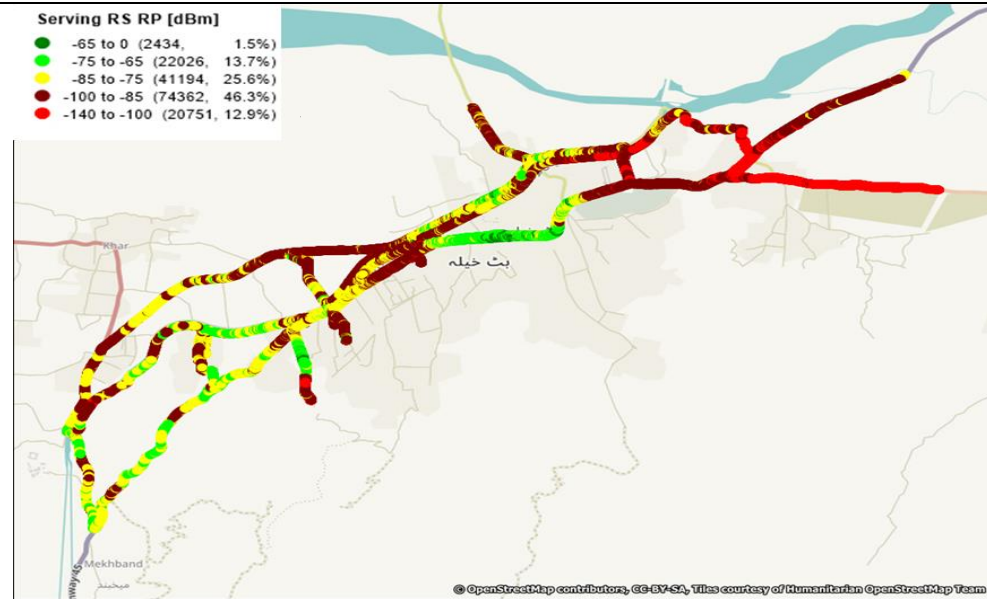 Serving RS RP [dBm]
-65 to 0 (2434, 1.5%)
-75 to -65 (22026, 13.7%)
-85 to -75 (41194, 25.6%)
-100 to -85 (74362, 46.3%)
-140 to -100 (20751, 12.9%)
Khar
بٹ خیلہ
Mekhband
میخبند
© OpenStreetMap contributors, CC-BY-SA, Tiles courtesy of Humanitarian OpenStreetMap Team